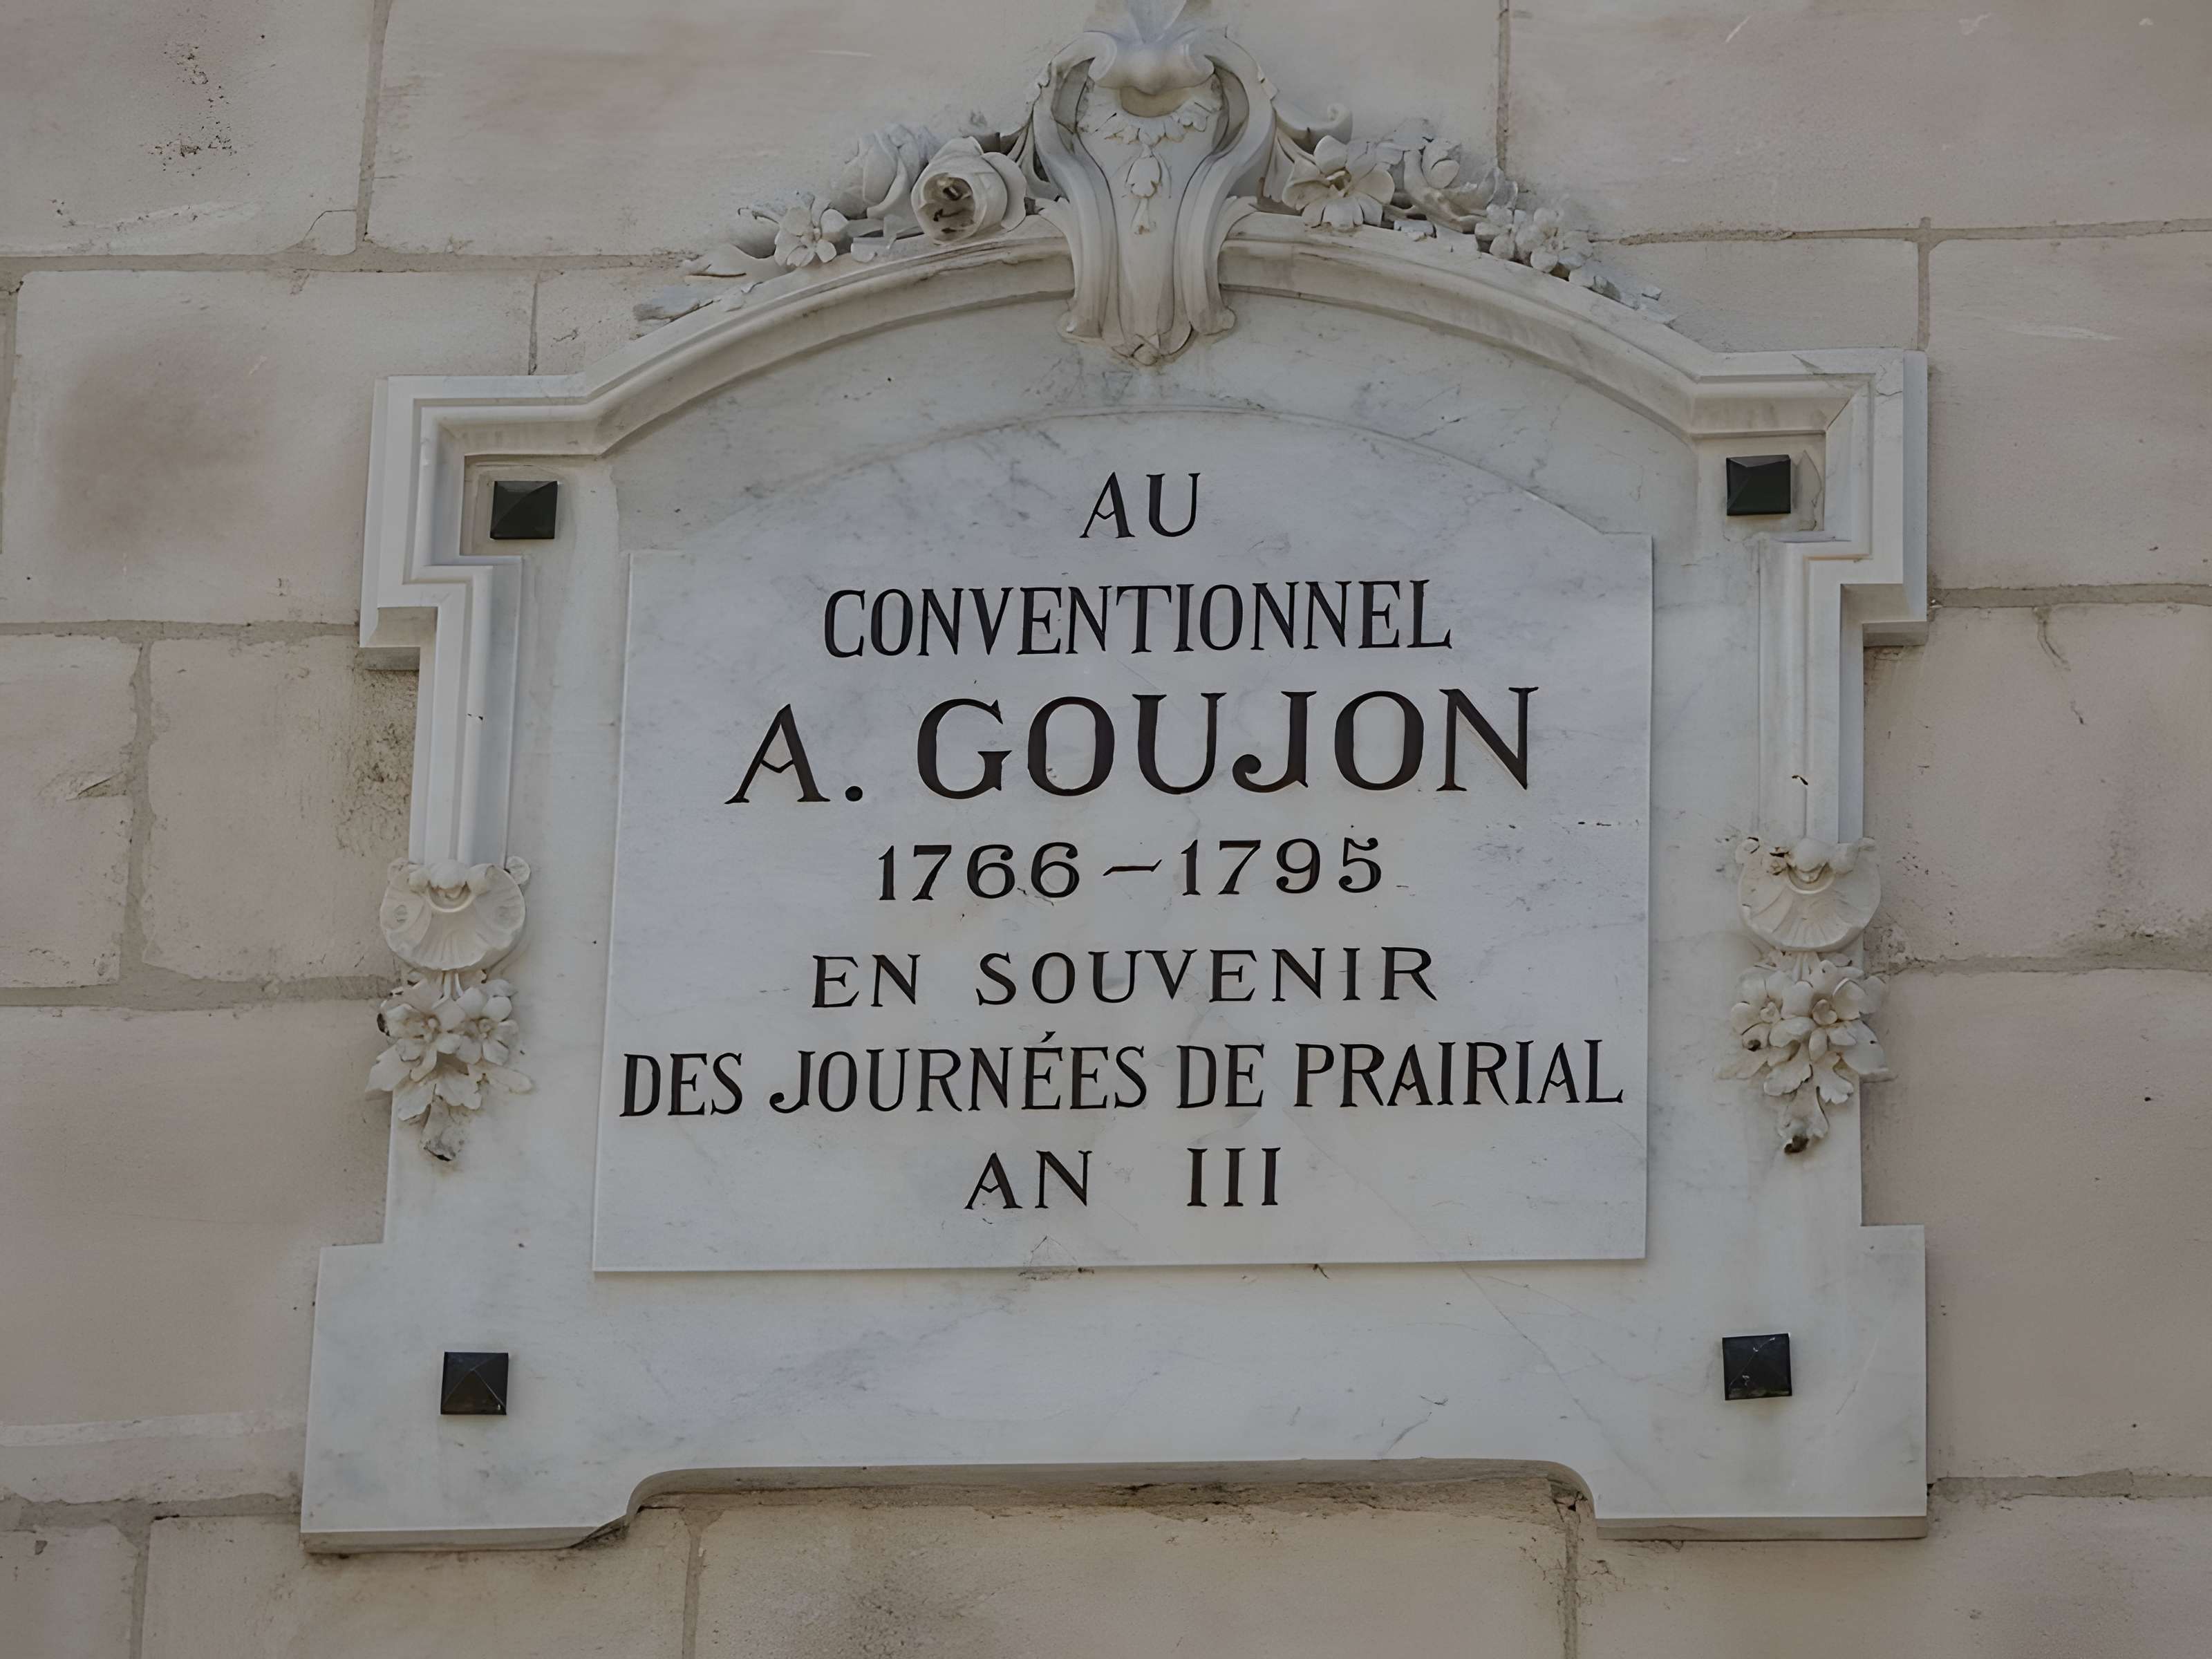 AU
CONVENTIONNEL
A. GOUJON
1766-1795
EN SOUVENIR
DES JOURNÉES DE PRAIRIAL
AN III